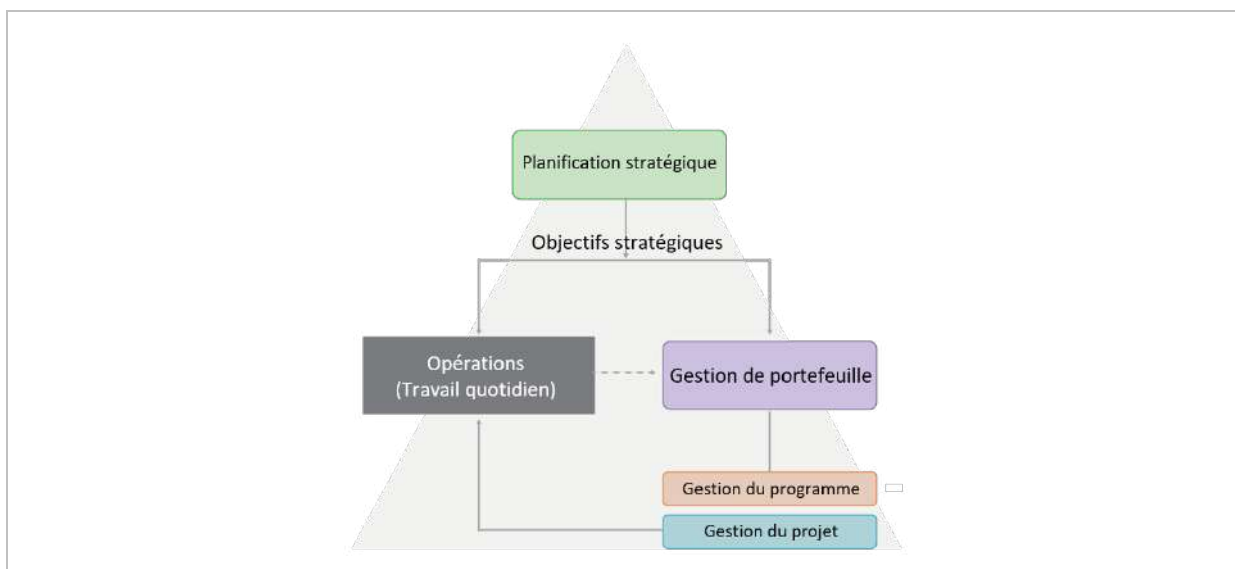 Planification stratégique
Objectifs stratégiques
Opérations
(Travail quotidien)
Gestion de portefeuille
Gestion du programme
Gestion du projet